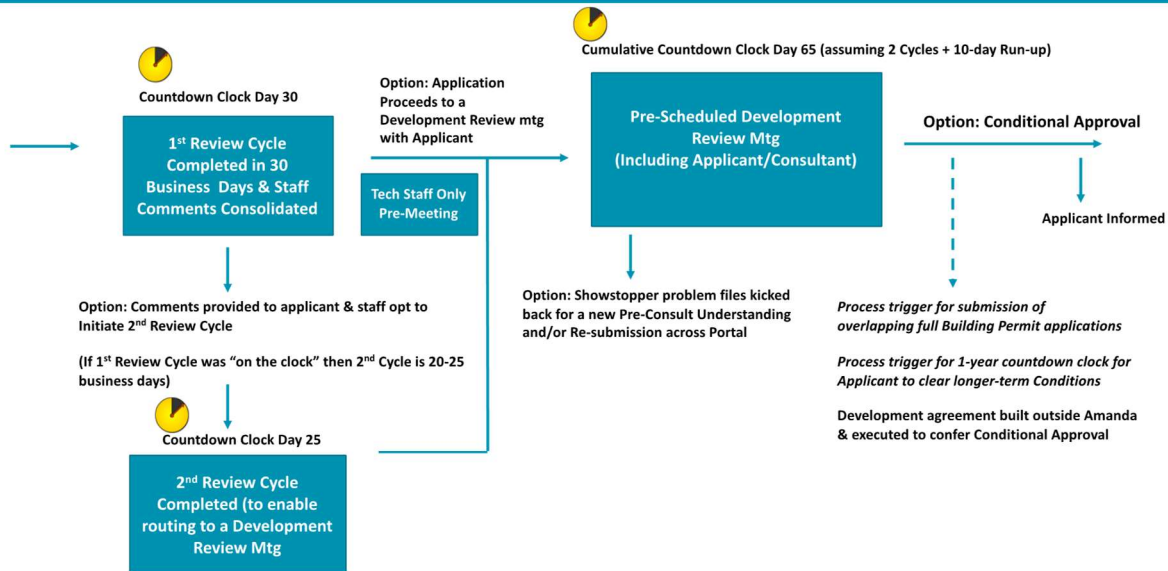 Countdown Clock Day 30
1st Review Cycle
Completed in 30
Business Days & Staff
Comments Consolidated
Option: Application
Proceeds to a
Development Review mtg
with Applicant
Tech Staff Only
Pre-Meeting
Cumulative Countdown Clock Day 65 (assuming 2 Cycles + 10-day Run-up)
Pre-Scheduled Development
Review Mtg
(Including Applicant/Consultant)
Option: Conditional Approval
Applicant Informed
Option: Comments provided to applicant & staff opt to
Initiate 2nd Review Cycle
(If 1st Review Cycle was “on the clock” then 2nd Cycle is 20-25
business days)
Countdown Clock Day 25
2nd Review Cycle
Completed (to enable
routing to a Development
Review Mtg
Option: Showstopper problem files kicked
back for a new Pre-Consult Understanding
and/or Re-submission across Portal
Process trigger for submission of
overlapping full Building Permit applications
Process trigger for 1-year countdown clock for
Applicant to clear longer-term Conditions
Development agreement built outside Amanda
& executed to confer Conditional Approval